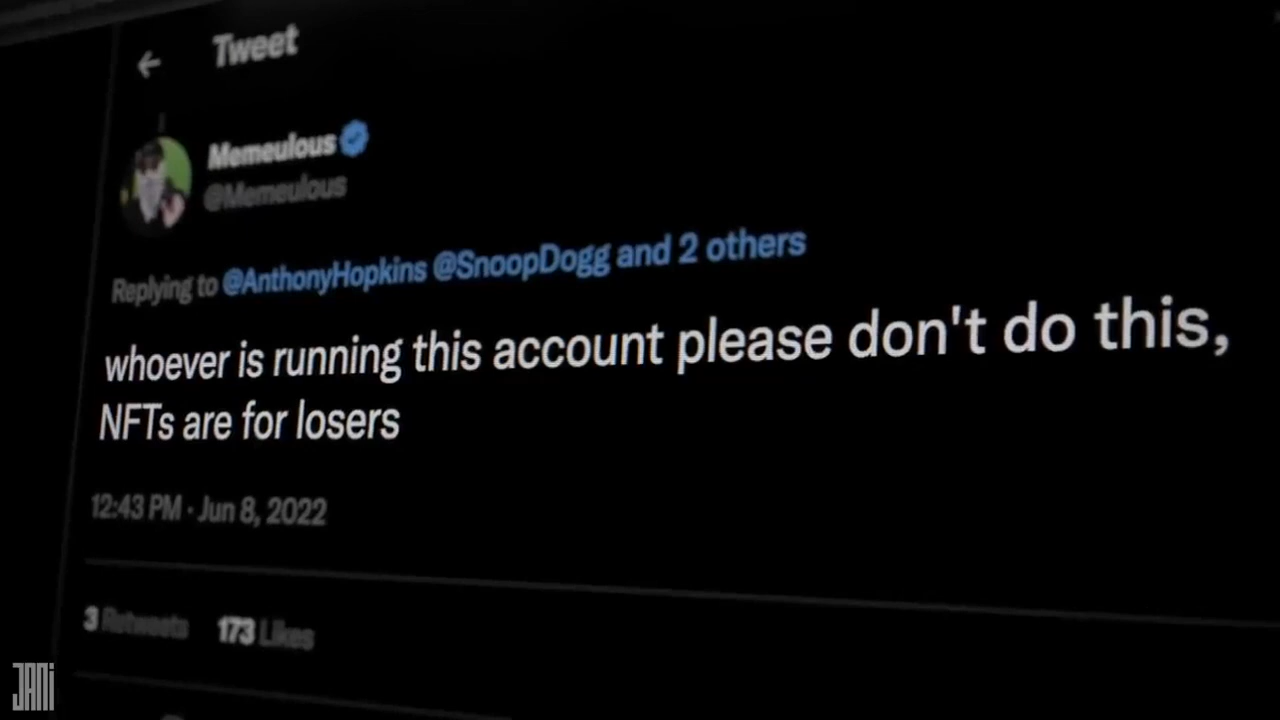 Tweet
Memeulous
@Memeulous
Replying to @AnthonyHopkins @SnoopDogg and 2 others
whoever is running this account please don't do this,
NFTs are for losers
12:43 PM · Jun 8, 2022
3 Retweets 173 Likes
JANi